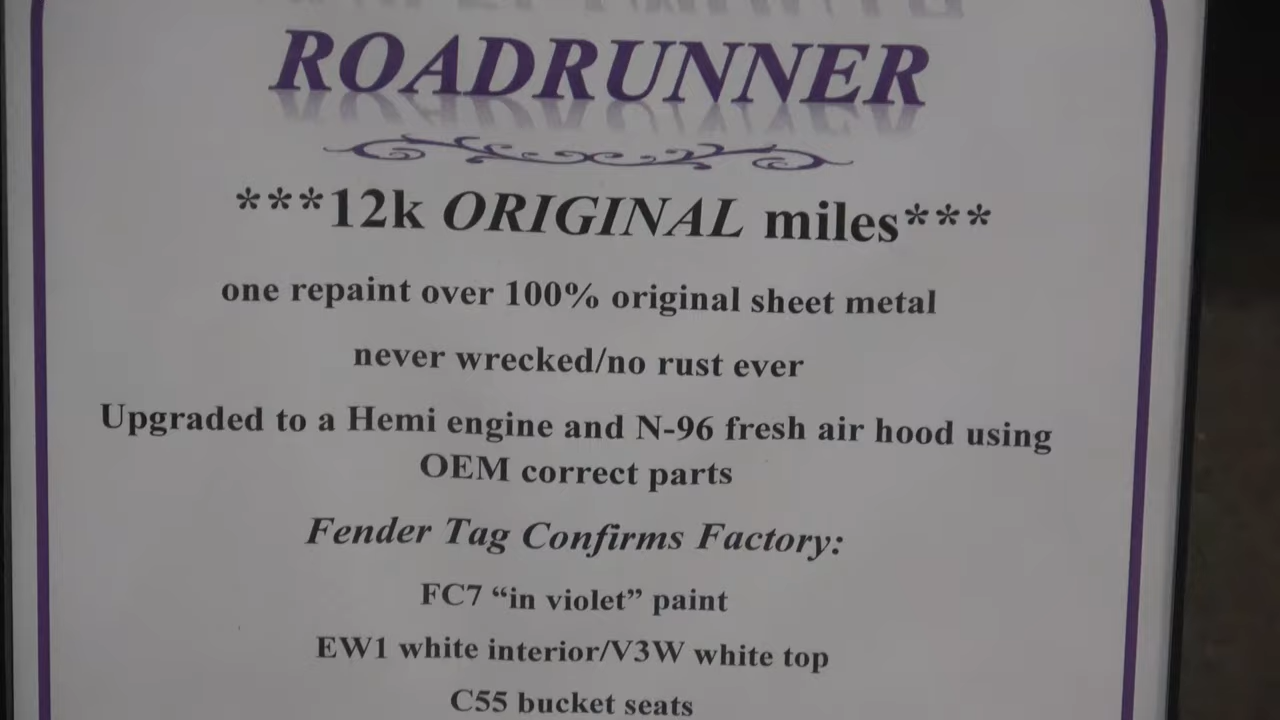 ROADRUNNER
***12k ORIGINAL miles***
one repaint over 100% original sheet metal
never wrecked/no rust ever
Upgraded to a Hemi engine and N-96 fresh air hood using
OEM correct parts
Fender Tag Confirms Factory:
FC7 “in violet” paint
EW1 white interior/V3W white top
C55 bucket seats